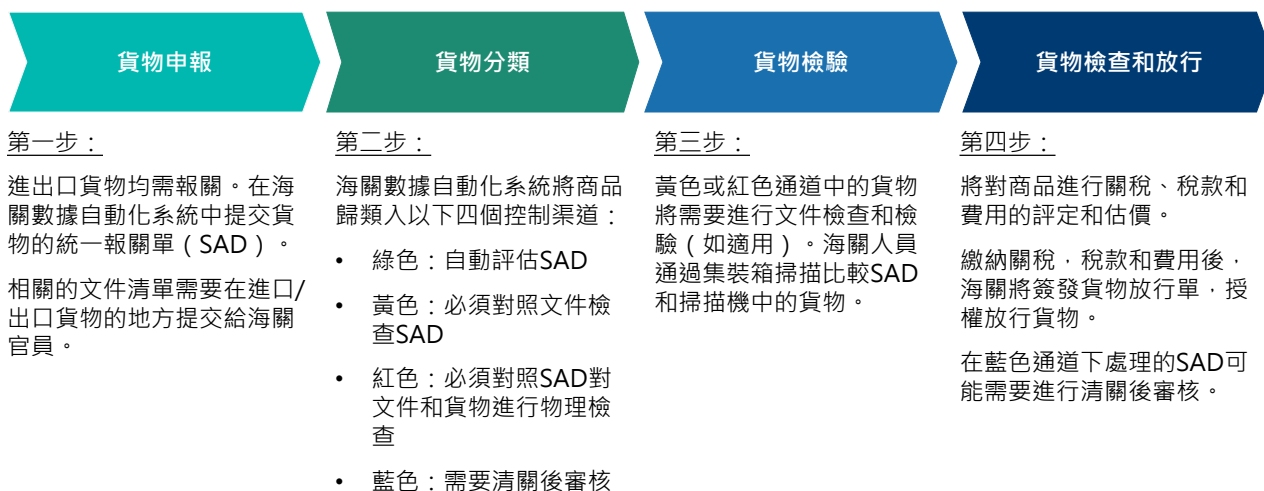 貨物申報
貨物分類
貨物檢驗
貨物檢查和放行
第一步：
進出口貨物均需報關。在海
關數據自動化系統中提交貨
物的統一報關單（SAD）。
相關的文件清單需要在進口/
出口貨物的地方提交給海關
官員。
第二步：
海關數據自動化系統將商品
歸類入以下四個控制渠道：
• 綠色：自動評估SAD
• 黃色：必須對照文件檢
查SAD
• 紅色：必須對照SAD對
文件和貨物進行物理檢
查
• 藍色：需要清關後審核
第三步：
黃色或紅色通道中的貨物
將需要進行文件檢查和檢
驗（如適用）。海關人員
通過集裝箱掃描比較SAD
和掃描機中的貨物。
第四步：
將對商品進行關稅、稅款和
費用的評定和估價。
繳納關稅，稅款和費用後，
海關將簽發貨物放行單，授
權放行貨物。
在藍色通道下處理的SAD可
能需要進行清關後審核。